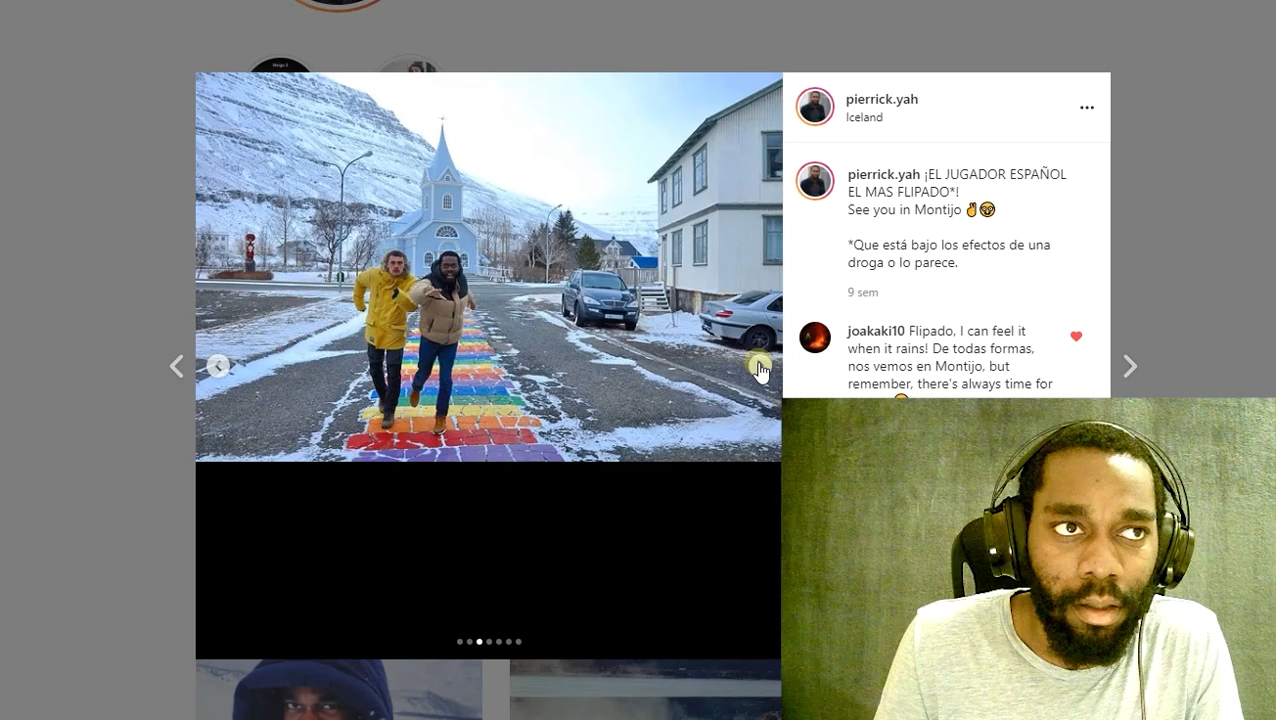 pierrick.yah
Iceland
pierrick.yah ¡EL JUGADOR ESPAÑOL
EL MAS FLIPADO*!
See you in Montijo ✌🤓
*Que está bajo los efectos de una
droga o lo parece.
9 sem
joakaki10 Flipado, I can feel it
when it rains! De todas formas,
nos vemos en Montijo, but
remember, there's always time for